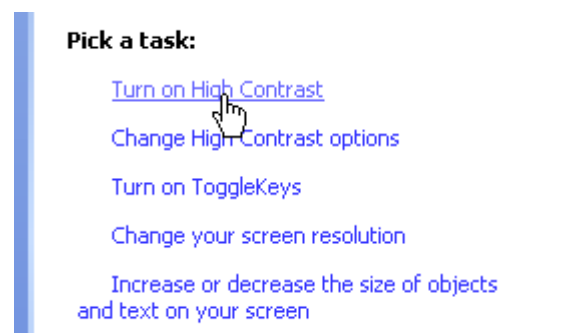 Pick a task:
Turn on High Contrast
Change High Contrast options
Turn on ToggleKeys
Change your screen resolution
Increase or decrease the size of objects
and text on your screen